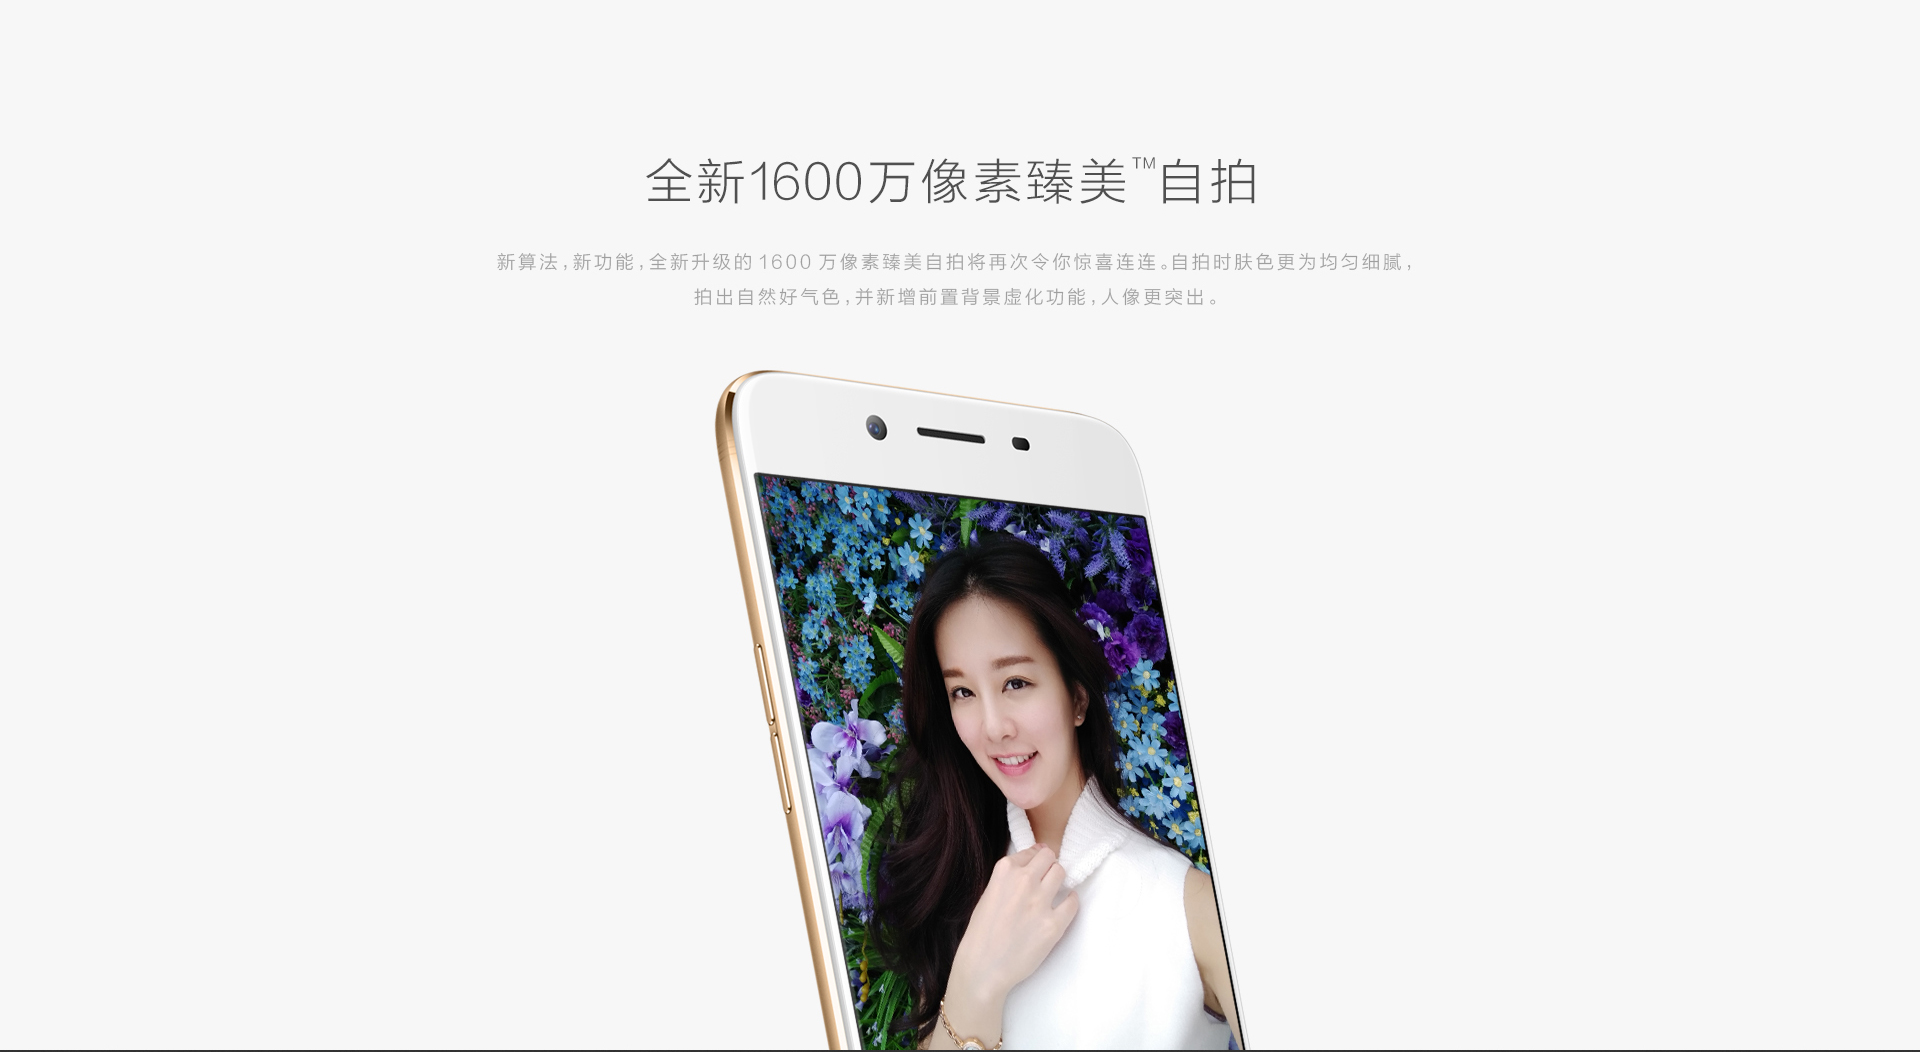 全新1600万像素臻美™自拍
新算法,新功能,全新升级的1600万像素臻美自拍将再次令你惊喜连连。自拍时肤色更为均匀细腻,
拍出自然好气色,并新增前置背景虚化功能,人像更突出。